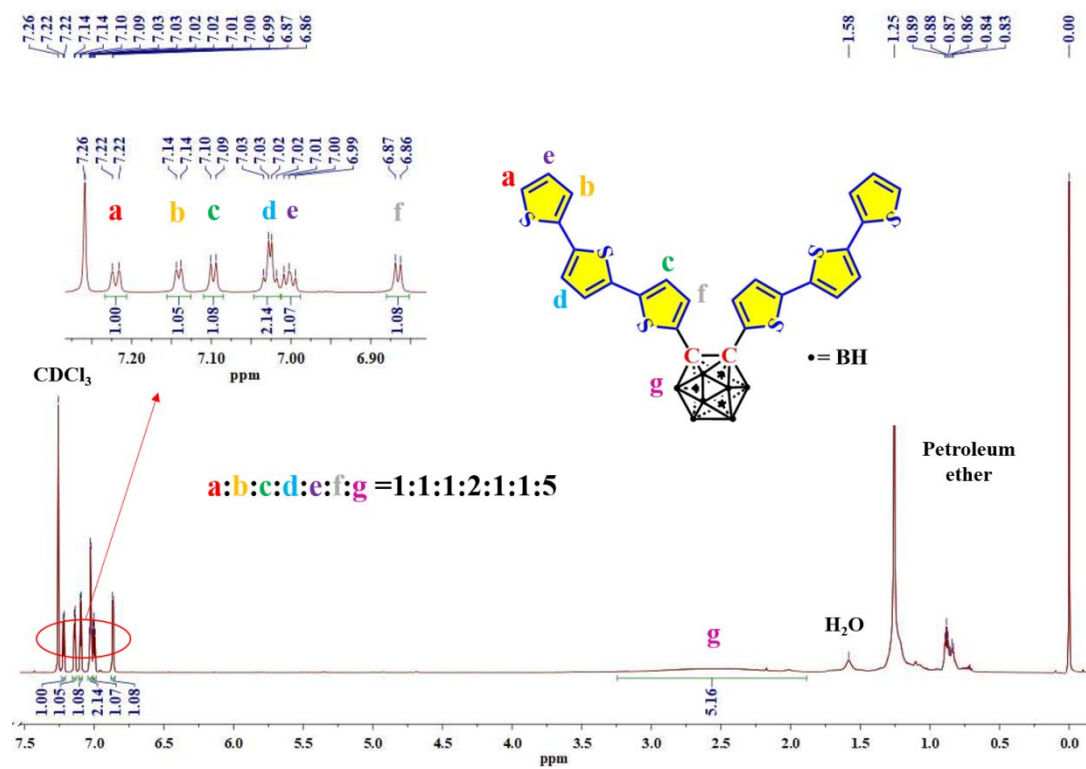 7.26
7.22
7.22
7.14
7.14
7.10
7.09
7.03
7.03
7.02
7.02
7.01
7.00
6.99
6.87
6.86
1.58
1.25
0.89
0.88
0.87
0.86
0.84
0.83
0.00
7.26
7.22
7.22
7.14
7.14
7.10
7.09
7.03
7.03
7.02
7.02
7.01
7.00
6.99
6.87
6.86
a b c d e f
1.00
1.05
1.08
2.14
1.07
1.08
7.20 7.10 7.00 6.90
ppm
a e b S
S
c
d f
S
S
S
S
C C
g
•= BH
CDCl3
a:b:c:d:e:f:g =1:1:1:2:1:1:5
Petroleum
ether
g
H2O
1.00
1.05
1.08
2.14
1.07
1.08
5.16
7.5 7.0 6.5 6.0 5.5 5.0 4.5 4.0 3.5 3.0 2.5 2.0 1.5 1.0 0.5 0.0
ppm